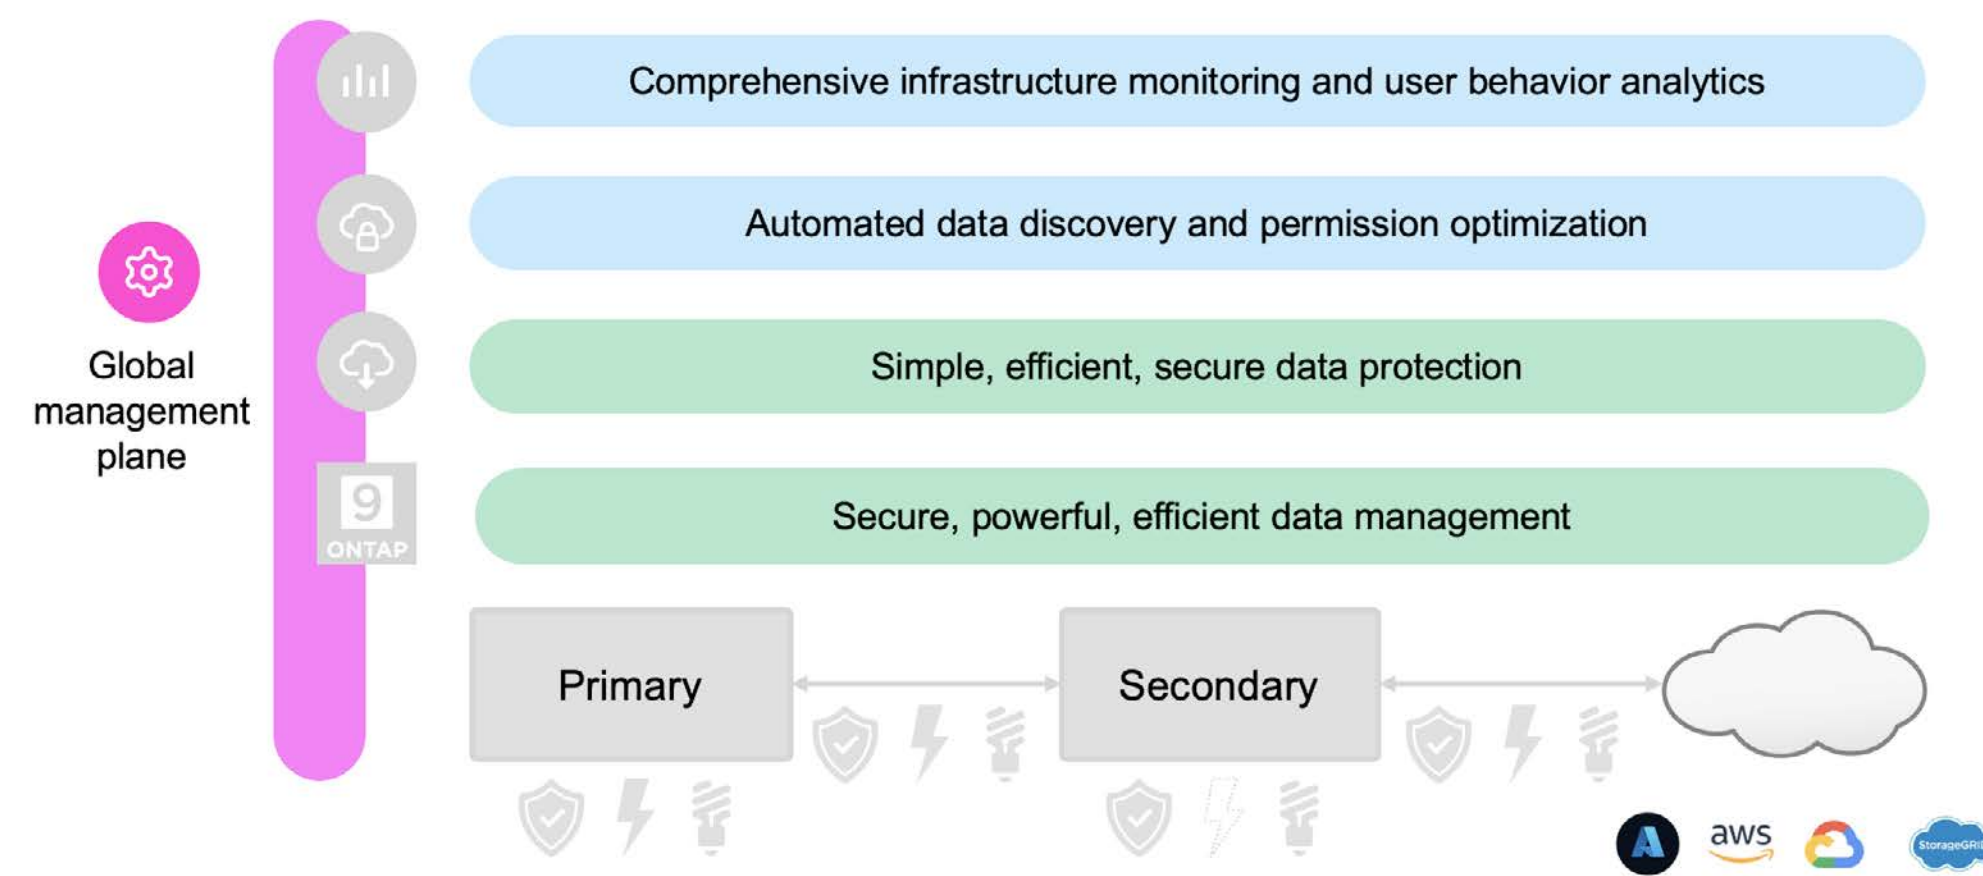 Comprehensive infrastructure monitoring and user behavior analytics
Automated data discovery and permission optimization
Global
management
plane
Simple, efficient, secure data protection
9
ONTAP
Secure, powerful, efficient data management
Primary
Secondary
aws
StorageGRI